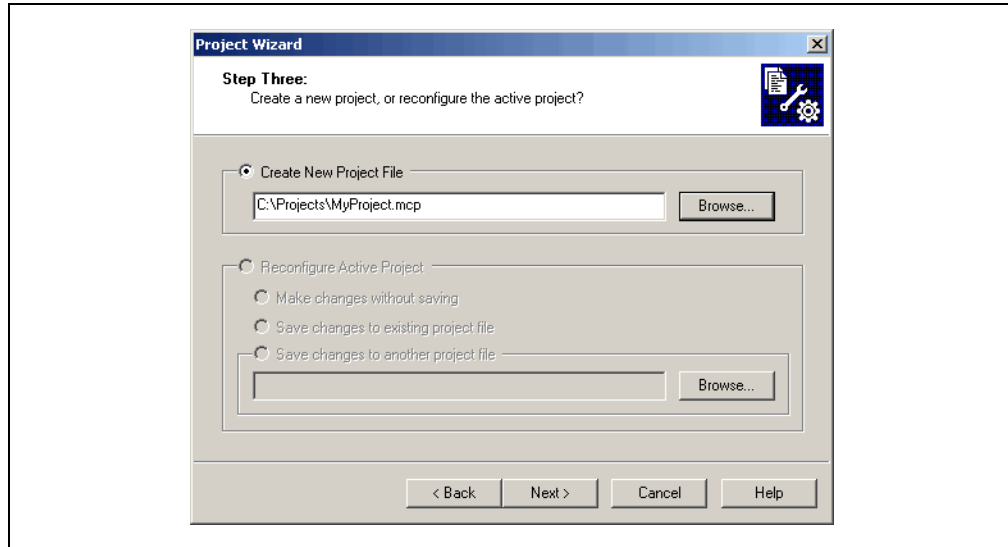 Project Wizard
Step Three:
Create a new project, or reconfigure the active project?
Create New Project File
C:\Projects\MyProject.mcp
Browse...
Reconfigure Active Project
Make changes without saving
Save changes to existing project file
Save changes to another project file
Browse...
< Back Next > Cancel Help